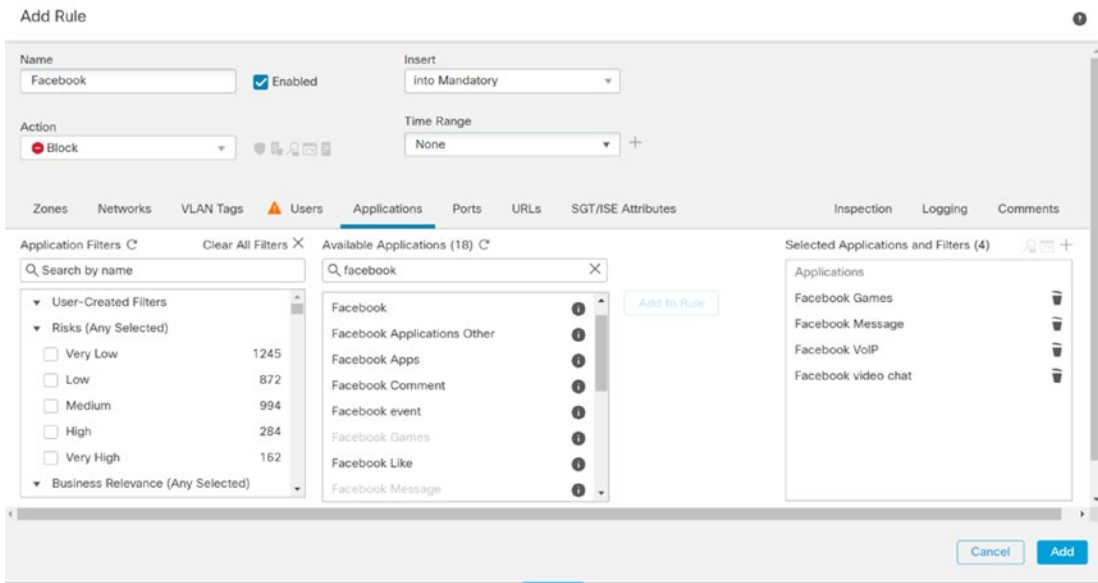 Add Rule
Name
Facebook
Enabled
Insert
into Mandatory
Action
Block
Time Range
None
Zones Networks VLAN Tags Users Applications Ports URLs SGT/ISE Attributes Inspection Logging Comments
Application Filters Clear All Filters
Search by name
User-Created Filters
Risks (Any Selected)
Very Low 1245
Low 872
Medium 994
High 284
Very High 162
Business Relevance (Any Selected)
Available Applications (18)
facebook
Facebook
Facebook Applications Other
Facebook Apps
Facebook Comment
Facebook event
Facebook Games
Facebook Like
Facebook Message
Add to Rule
Selected Applications and Filters (4)
Applications
Facebook Games
Facebook Message
Facebook VoIP
Facebook video chat
Cancel Add